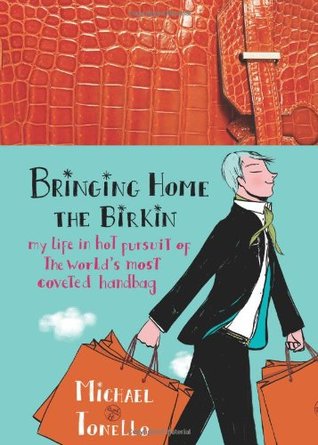 BRINGING HOME
THE BIRKIN
my life in hot pursuit of
the world's most
coveted handbag
MICHAEL
TONELLO